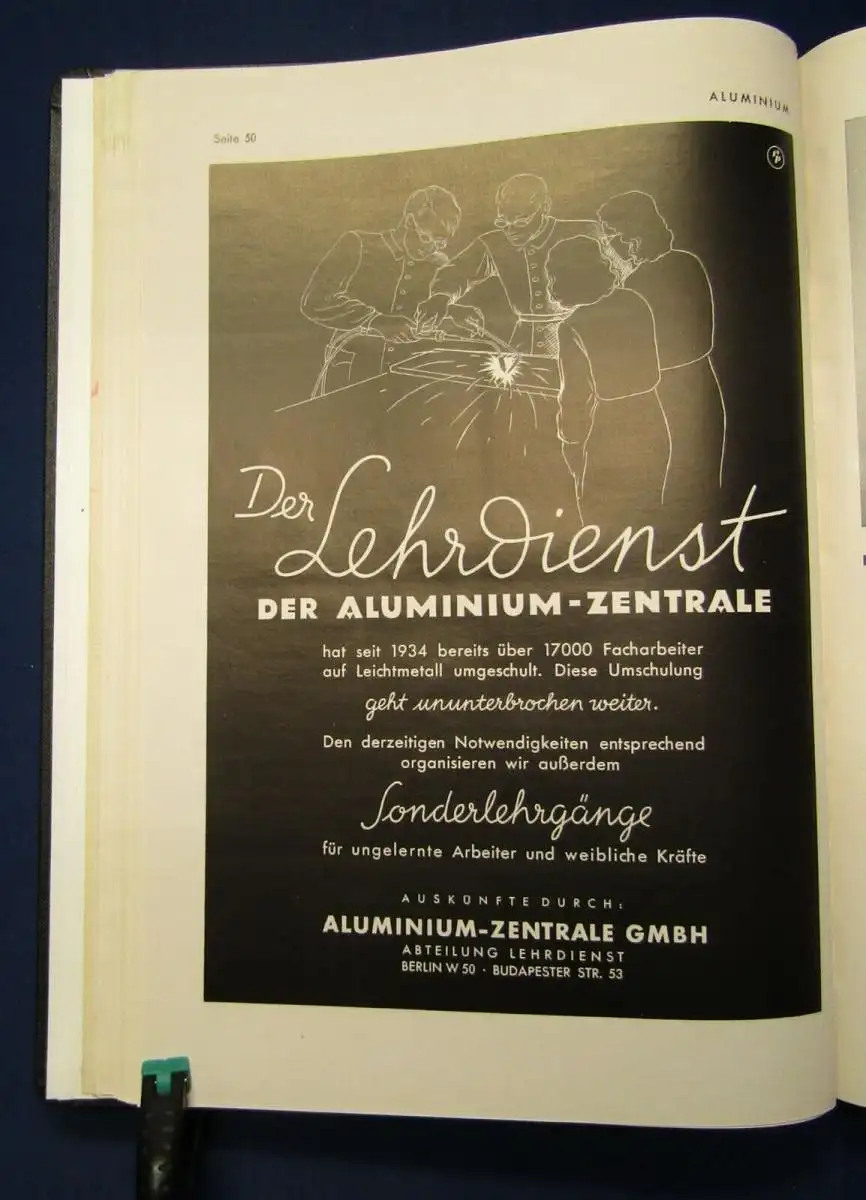 ALUMINIUM
Seite 50
Der
Lehrdienst
DER ALUMINIUM-ZENTRALE
hat seit 1934 bereits über 17000 Facharbeiter
auf Leichtmetall umgeschult. Diese Umschulung
geht ununterbrochen weiter.
Den derzeitigen Notwendigkeiten entsprechend
organisieren wir außerdem
Sonderlehrgänge
für ungelernte Arbeiter und weibliche Kräfte
AUSKÜNFTE DURCH:
ALUMINIUM-ZENTRALE GMBH
ABTEILUNG LEHRDIENST
BERLIN W 50 · BUDAPESTER STR. 53